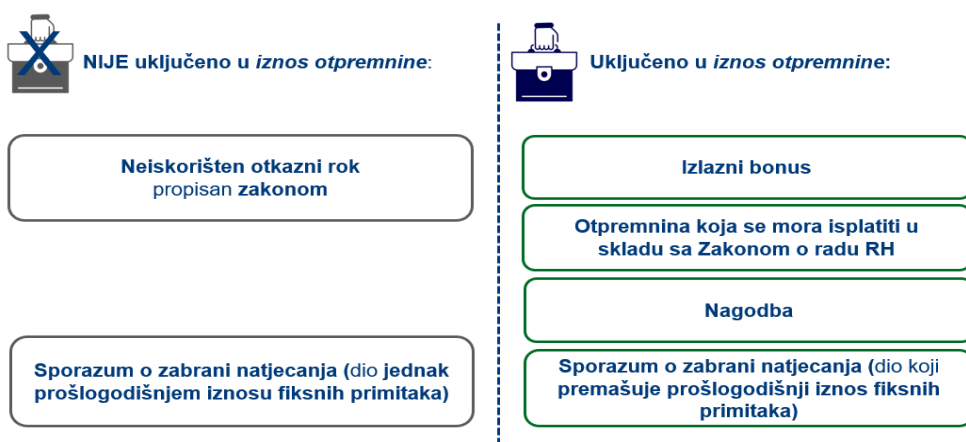 NIJE uključeno u iznos otpremnine:
Neiskorišten otkazni rok
propisan zakonom
Sporazum o zabrani natjecanja (dio jednak
prošlogodišnjem iznosu fiksnih primitaka)
Uključeno u iznos otpremnine:
Izlazni bonus
Otpremnina koja se mora isplatiti u
skladu sa Zakonom o radu RH
Nagodba
Sporazum o zabrani natjecanja (dio koji
premašuje prošlogodišnji iznos fiksnih
primitaka)